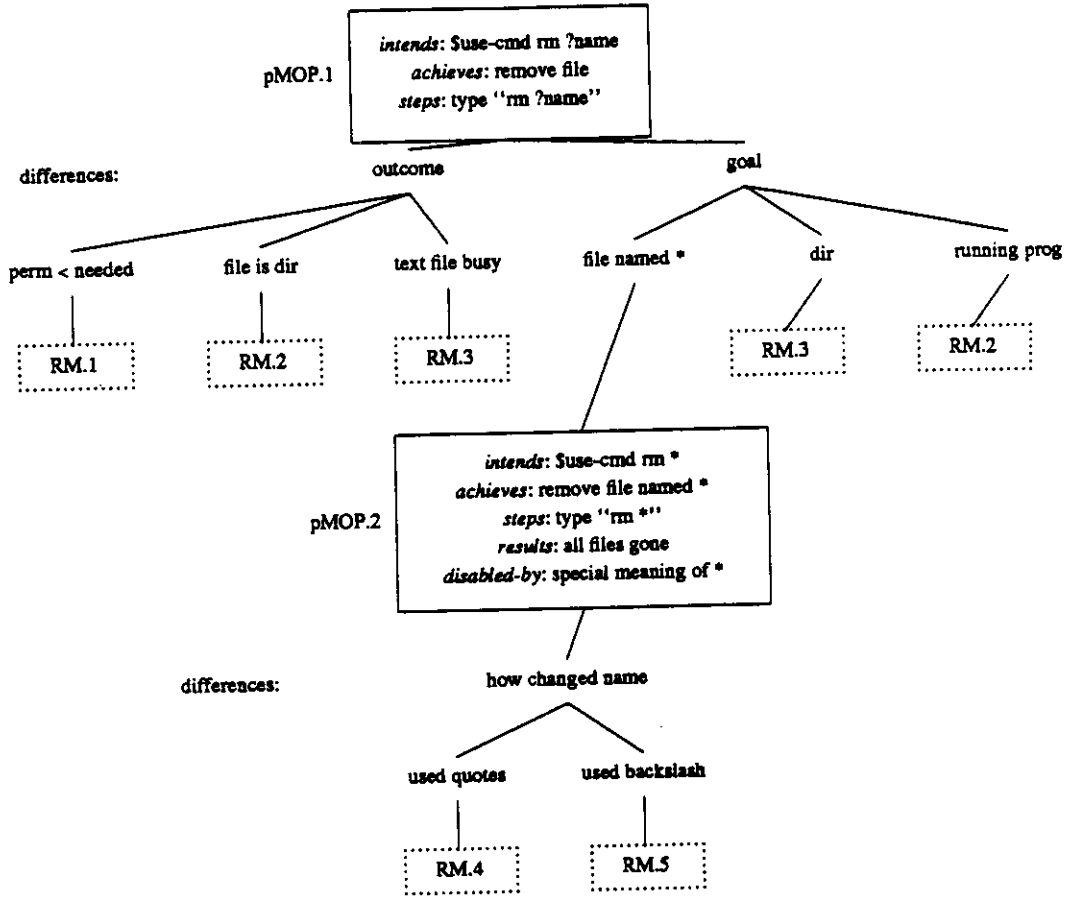 intends: $use-cmd rm ?name
pMOP.1
achieves: remove file
steps: type ‘‘rm ?name’’
differences:
outcome
goal
perm < needed
file is dir
text file busy
file named *
dir
running prog
RM.1
RM.2
RM.3
RM.3
RM.2
intends: $use-cmd rm *
achieves: remove file named *
pMOP.2
steps: type ‘‘rm *’’
results: all files gone
disabled-by: special meaning of *
differences:
how changed name
used quotes
used backslash
RM.4
RM.5